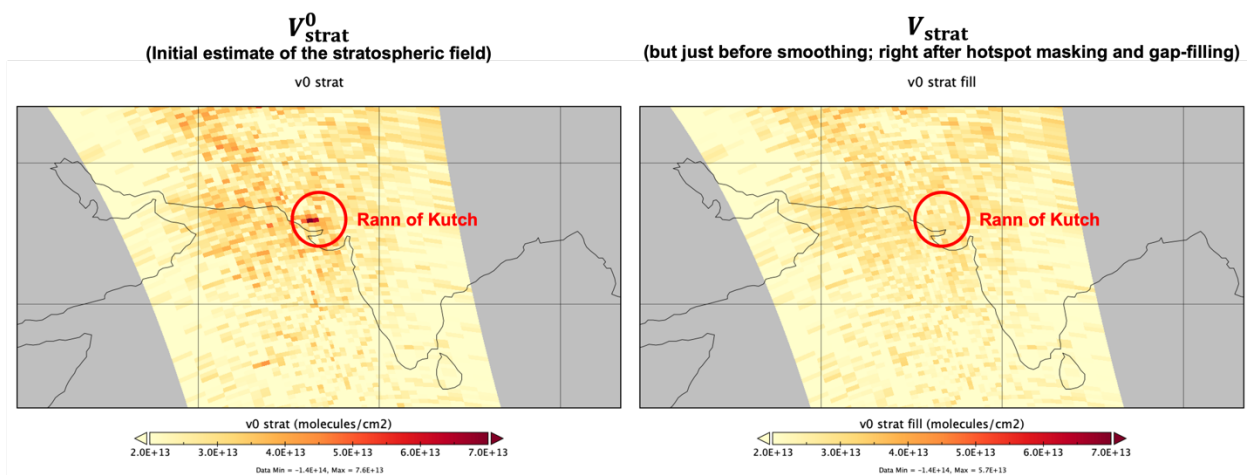 V⁰strat
(Initial estimate of the stratospheric field)
v0 strat
Rann of Kutch
v0 strat (molecules/cm2)
2.0E+13 3.0E+13 4.0E+13 5.0E+13 6.0E+13 7.0E+13
Data Min = -1.4E+14, Max = 7.6E+13
Vstrat
(but just before smoothing; right after hotspot masking and gap-filling)
v0 strat fill
Rann of Kutch
v0 strat fill (molecules/cm2)
2.0E+13 3.0E+13 4.0E+13 5.0E+13 6.0E+13 7.0E+13
Data Min = -1.4E+14, Max = 5.7E+13